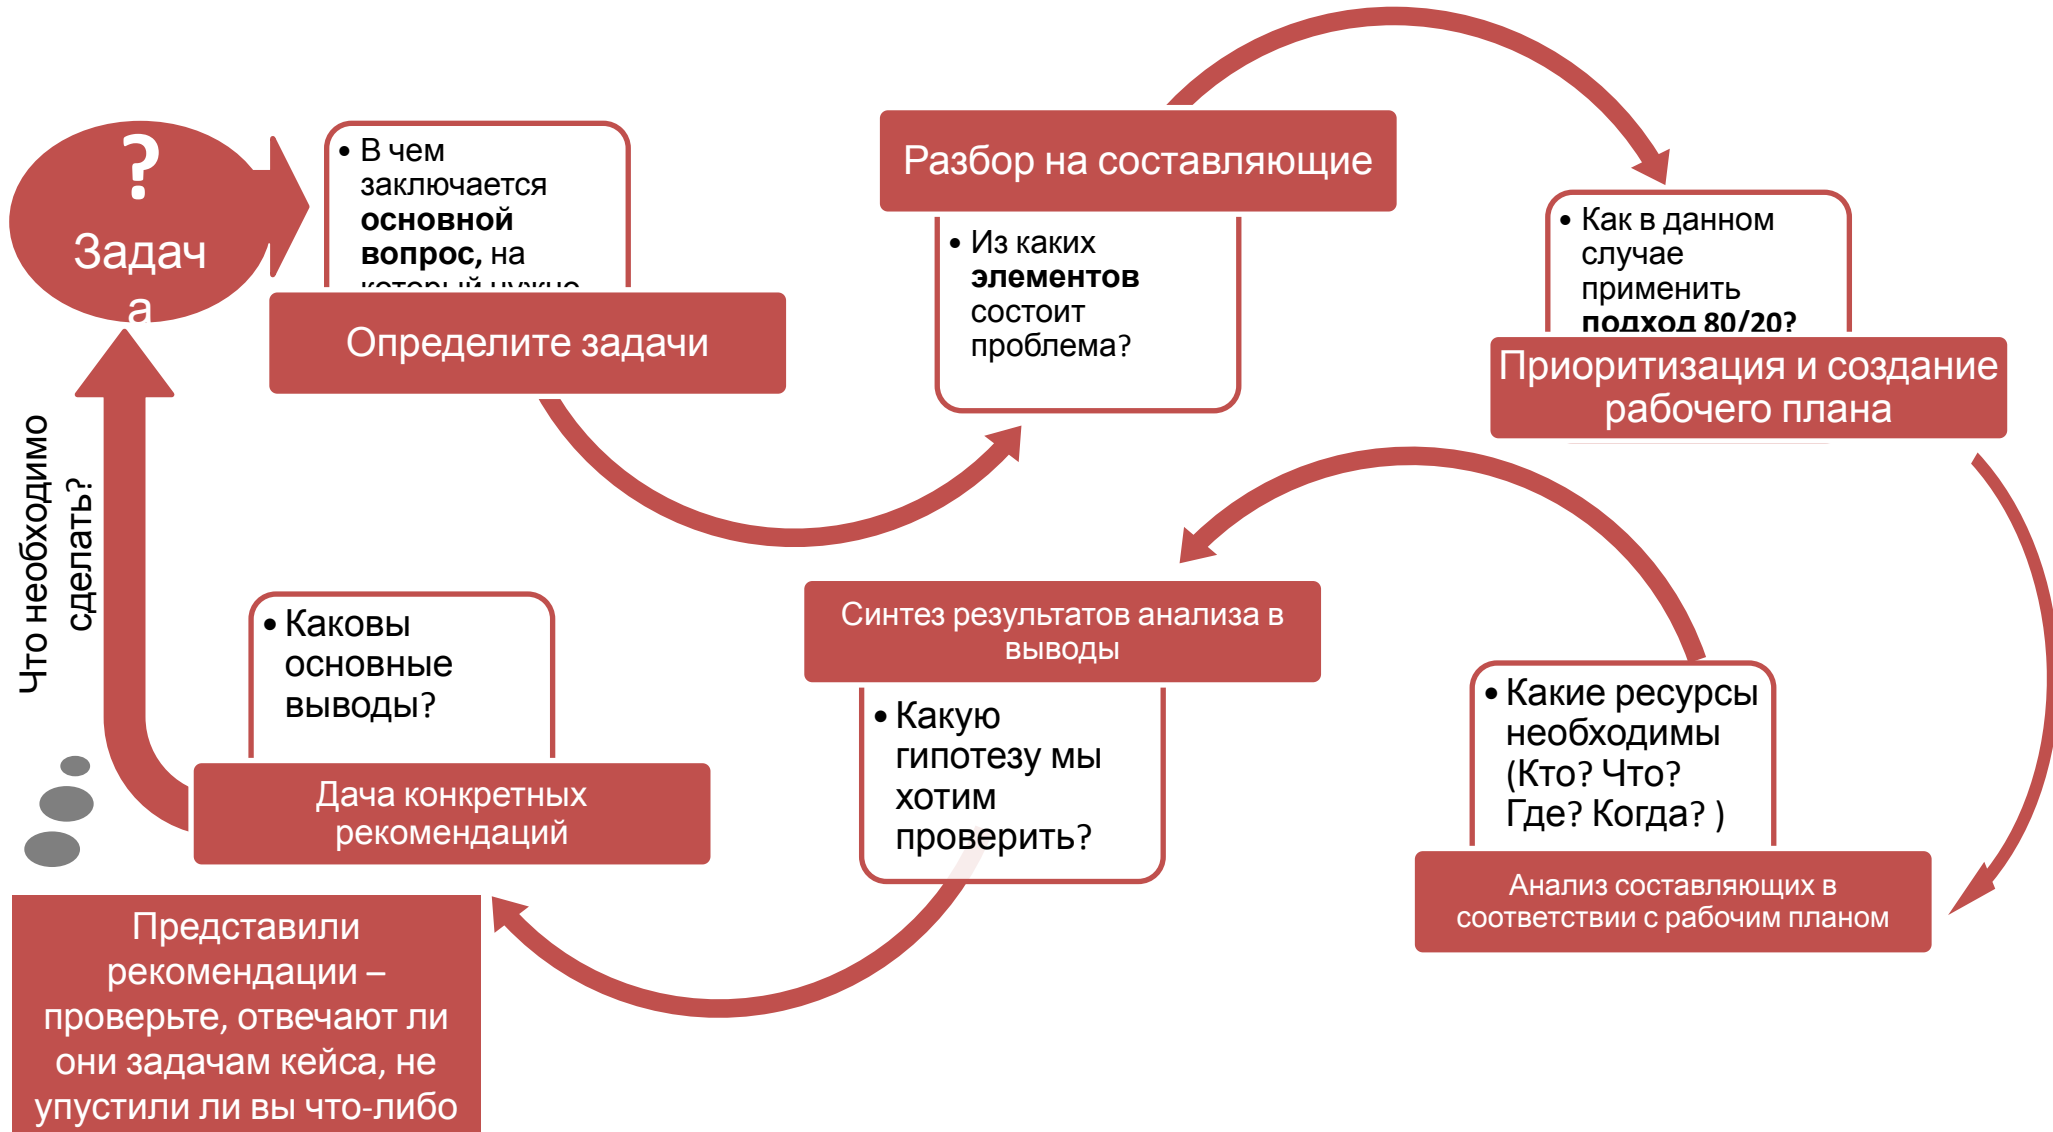 ?
Задач
а
• В чем
заключается
основной
вопрос, на
который нужно
Определите задачи
Разбор на составляющие
• Из каких
элементов
состоит
проблема?
• Как в данном
случае
применить
подход 80/20?
Приоритизация и создание
рабочего плана
• Какие ресурсы
необходимы
(Кто? Что?
Где? Когда? )
Анализ составляющих в
соответствии с рабочим планом
Синтез результатов анализа в
выводы
• Какую
гипотезу мы
хотим
проверить?
• Каковы
основные
выводы?
Дача конкретных
рекомендаций
Что необходимо
сделать?
Представили
рекомендации –
проверьте, отвечают ли
они задачам кейса, не
упустили ли вы что-либо